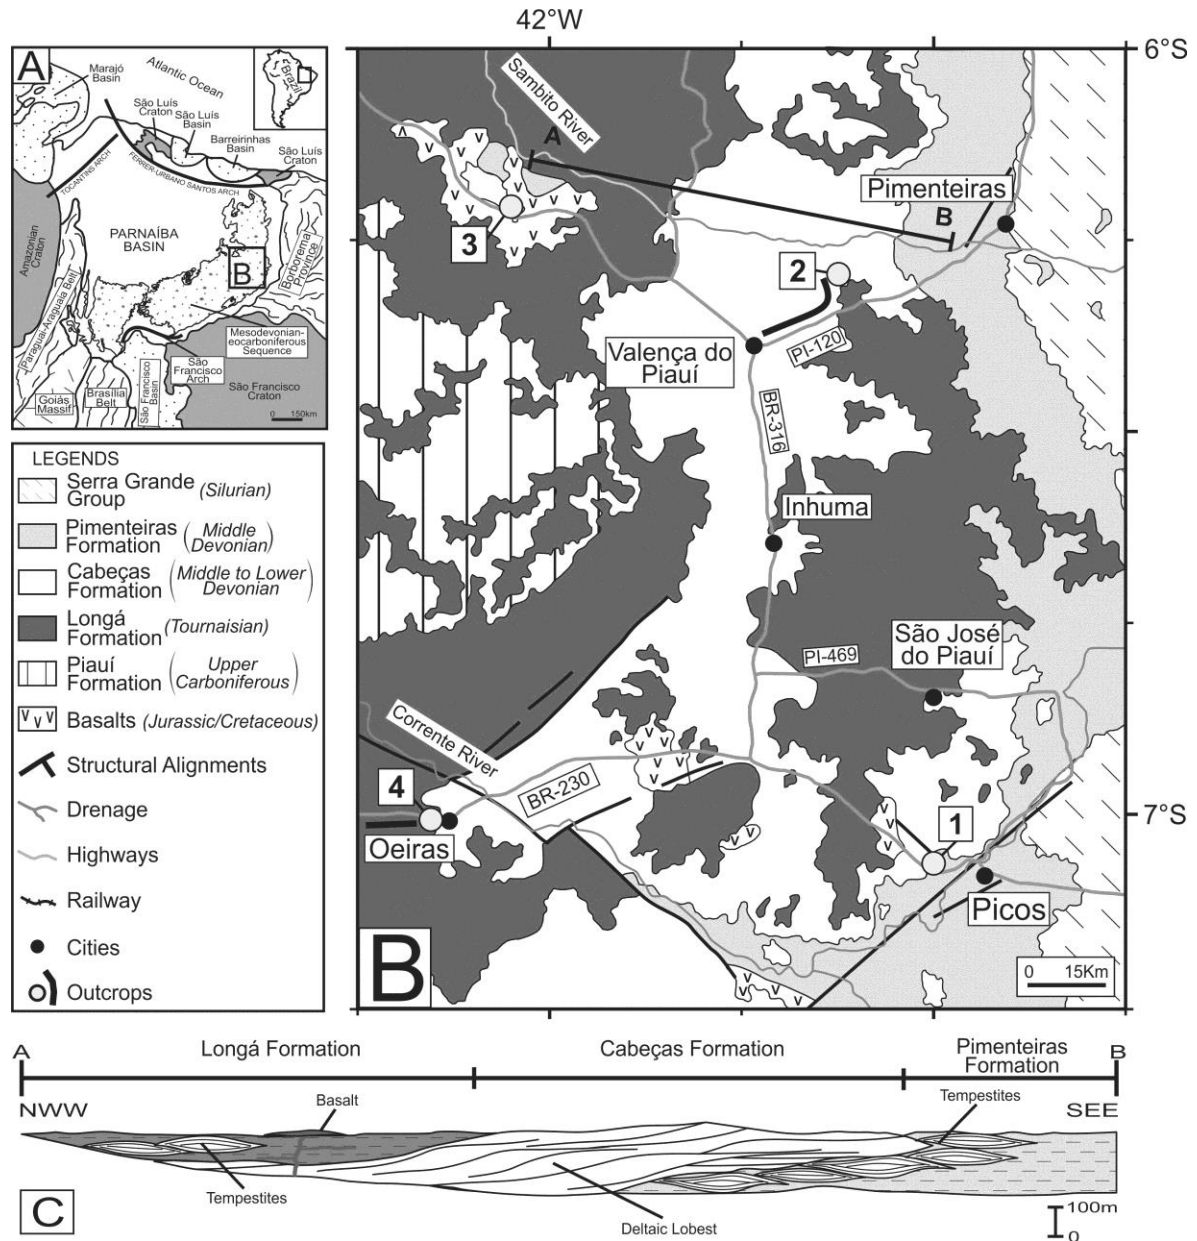 42°W
6°S
A
Atlantic Ocean
Brazil
Marajó
Basin
São Luís
Craton
São Luís
Basin
Barreirinhas
Basin
São Luís
Craton
TOCANTINS ARCH
FERRER-URBANO SANTOS ARCH
PARNAÍBA
BASIN
Amazonian
Craton
B
Borborema
Province
Paraguai-Araguaia Belt
Mesodevonian-
eocarboniferous
Sequence
São
Francisco
Arch
São Francisco
Craton
São Francisco
Basin
Goiás
Massif
Brasília
Belt
0 150km
LEGENDS
Serra Grande
Group (Silurian)
Pimenteiras
Formation (Middle
Devonian)
Cabeças
Formation (Middle to Lower
Devonian)
Longá
Formation (Tournaisian)
Piauí
Formation (Upper
Carboniferous)
Basalts (Jurassic/Cretaceous)
Structural Alignments
Drenage
Highways
Railway
Cities
Outcrops
Sambito River
A
Pimenteiras
B
3
2
Valença do
Piauí
PI-120
BR-316
Inhuma
São José
do Piauí
PI-469
Corrente River
4
BR-230
Oeiras
1
7°S
Picos
B
0 15Km
A
Longá Formation
Cabeças Formation
Pimenteiras
Formation
B
NWW
Basalt
Tempestites
SEE
Tempestites
Deltaic Lobest
C
100m
0